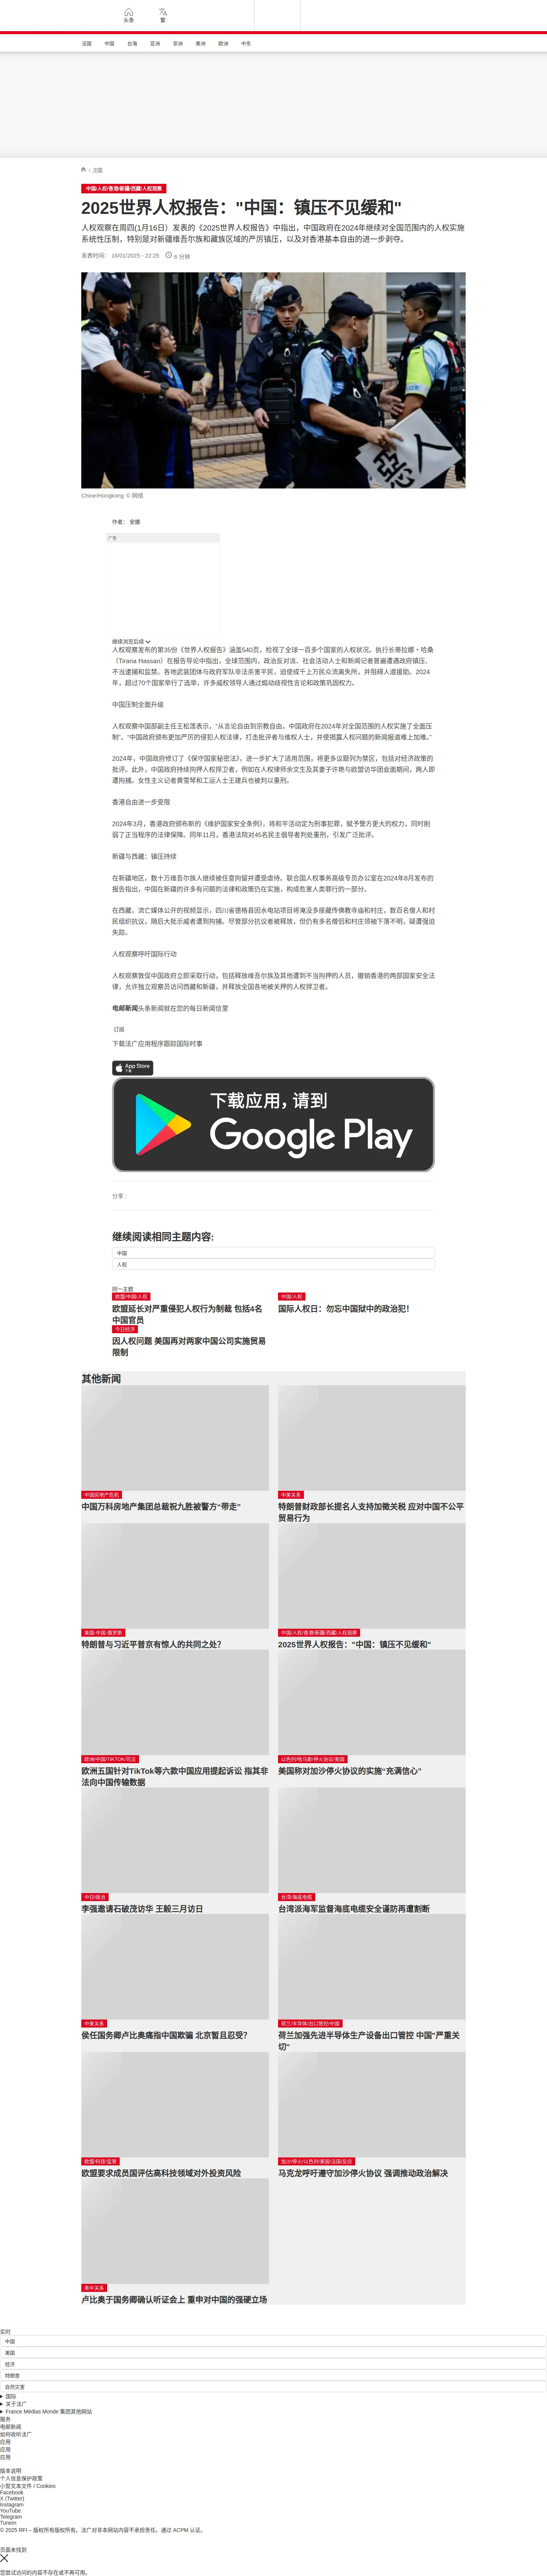 头条
繁
法国
中国
台海
亚洲
非洲
美洲
欧洲
中东
/ 法国
中国/人权/香港/新疆/西藏/人权观察
2025世界人权报告："中国：镇压不见缓和"
人权观察在周四(1月16日）发表的《2025世界人权报告》中指出，中国政府在2024年继续对全国范围内的人权实施
系统性压制，特别是对新疆维吾尔族和藏族区域的严厉镇压，以及对香港基本自由的进一步剥夺。
发表时间： 16/01/2025 - 22:25
6 分钟
惡人
Chine/Hongkong © 网络
作者： 安娜
广告
继续浏览后续
人权观察发布的第35份《世界人权报告》涵盖540页，检视了全球一百多个国家的人权状况。执行长蒂拉娜・哈桑
（Tirana Hassan）在报告导论中指出，全球范围内，政治反对派、社会活动人士和新闻记者普遍遭遇政府镇压、
不当逮捕和监禁。各地武装团体与政府军队非法杀害平民，迫使成千上万民众流离失所，并阻碍人道援助。2024
年，超过70个国家举行了选举，许多威权领导人通过煽动歧视性言论和政策巩固权力。
中国压制全面升级
人权观察中国部副主任王松莲表示，“从言论自由到宗教自由，中国政府在2024年对全国范围的人权实施了全面压
制”。“中国政府颁布更加严厉的侵犯人权法律，打击批评者与维权人士，并使揭露人权问题的新闻报道难上加难。”
2024年，中国政府修订了《保守国家秘密法》，进一步扩大了适用范围，将更多议题列为禁区，包括对经济政策的
批评。此外，中国政府持续拘押人权捍卫者，例如在人权律师余文生及其妻子许艳与欧盟访华团会面期间，两人即
遭拘捕。女性主义记者黄雪琴和工运人士王建兵也被判以重刑。
香港自由进一步受限
2024年3月，香港政府颁布新的《维护国家安全条例》，将和平活动定为刑事犯罪，赋予警方更大的权力，同时削
弱了正当程序的法律保障。同年11月，香港法院对45名民主倡导者判处重刑，引发广泛批评。
新疆与西藏：镇压持续
在新疆地区，数十万维吾尔族人继续被任意拘留并遭受虐待。联合国人权事务高级专员办公室在2024年8月发布的
报告指出，中国在新疆的许多有问题的法律和政策仍在实施，构成危害人类罪行的一部分。
在西藏，流亡媒体公开的视频显示，四川省德格县因水电站项目将淹没多座藏传佛教寺庙和村庄，数百名僧人和村
民组织抗议，随后大批示威者遭到拘捕。尽管部分抗议者被释放，但仍有多名僧侣和村庄领袖下落不明，疑遭强迫
失踪。
人权观察呼吁国际行动
人权观察敦促中国政府立即采取行动，包括释放维吾尔族及其他遭到不当拘押的人员，撤销香港的两部国家安全法
律，允许独立观察员访问西藏和新疆，并释放全国各地被关押的人权捍卫者。
电邮新闻头条新闻就在您的每日新闻信里
订阅
下载法广应用程序跟踪国际时事
App Store
下载
下载应用，请到
Google Play
分享 :
继续阅读相同主题内容:
中国
人权
同一主题
欧盟/中国/人权
欧盟延长对严重侵犯人权行为制裁 包括4名
中国官员
中国/人权
国际人权日：勿忘中国狱中的政治犯！
今日经济
因人权问题 美国再对两家中国公司实施贸易
限制
其他新闻
中国房地产危机
中国万科房地产集团总裁祝九胜被警方“带走”
中美关系
特朗普财政部长提名人支持加徵关税 应对中国不公平
贸易行为
美国-中国-俄罗斯
特朗普与习近平普京有惊人的共同之处?
中国/人权/香港/新疆/西藏/人权观察
2025世界人权报告："中国：镇压不见缓和"
欧洲/中国/TIKTOK/司法
欧洲五国针对TikTok等六款中国应用提起诉讼 指其非
法向中国传输数据
以色列/哈马斯/停火协议/美国
美国称对加沙停火协议的实施“充满信心”
中日/政治
李强邀请石破茂访华 王毅三月访日
台湾/海底电缆
台湾派海军监督海底电缆安全谨防再遭割断
中美关系
侯任国务卿卢比奥痛指中国欺骗 北京暂且忍受？
荷兰/半导体/出口管控/中国
荷兰加强先进半导体生产设备出口管控 中国"严重关
切"
欧盟/科技/监管
欧盟要求成员国评估高科技领域对外投资风险
加沙/停火/以色列/美国/法国/反应
马克龙呼吁遵守加沙停火协议 强调推动政治解决
美中关系
卢比奥于国务卿确认听证会上 重申对中国的强硬立场
实时
中国
美国
经济
特朗普
自然灾害
国际
关于法广
France Médias Monde 集团其他网站
服务
电邮新闻
如何收听法广
应用
应用
应用
版本说明
个人信息保护政策
小型文本文件 / Cookies
Facebook
X (Twitter)
Instagram
YouTube
Telegram
TuneIn
© 2025 RFI – 版权所有版权所有。法广对非本网站内容不承担责任。通过 ACPM 认证。
页面未找到
您尝试访问的内容不存在或不再可用。